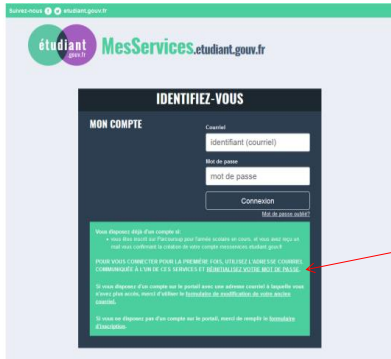 Suivez-nous etudiant.gouv.fr
étudiant
gouv.fr
MesServices.etudiant.gouv.fr
IDENTIFIEZ-VOUS
MON COMPTE
Courriel
identifiant (courriel)
Mot de passe
mot de passe
Connexion
Mot de passe oublié?
Vous disposez déjà d'un compte si:
vous êtes inscrit sur Parcoursup pour l'année scolaire en cours, et vous avez reçu un
mail vous confirmant la création de votre compte messervices.etudiant.gouv.fr
POUR VOUS CONNECTER POUR LA PREMIÈRE FOIS, UTILISEZ L'ADRESSE COURRIEL
COMMUNIQUÉE À L'UN DE CES SERVICES ET RÉINITIALISEZ VOTRE MOT DE PASSE.
Si vous disposez d'un compte sur le portail avec une adresse courriel à laquelle vous
n'avez plus accès, merci d'utiliser le formulaire de modification de votre ancien
courriel.
Si vous ne disposez pas d'un compte sur le portail, merci de remplir le formulaire
d'inscription.